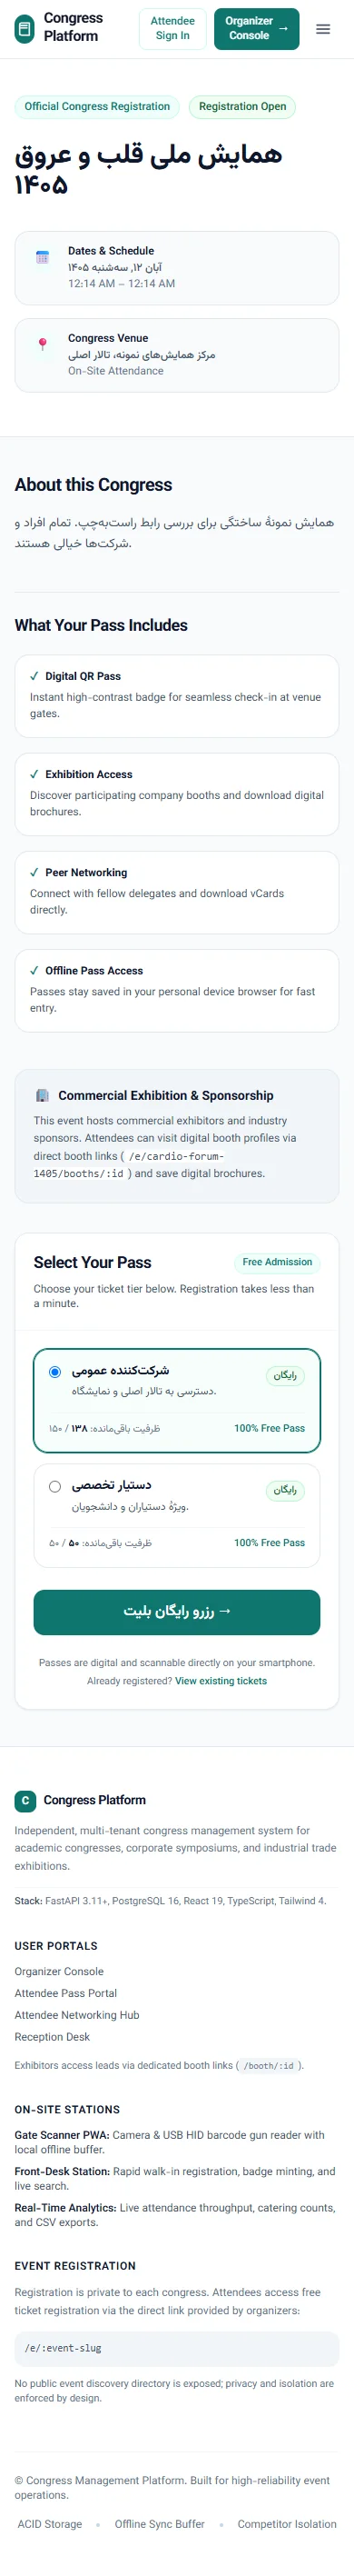 Congress
Platform
Attendee
Sign In
Organizer
Console →
Official Congress Registration
Registration Open
همایش ملی قلب و عروق
۱۴۰۵
Dates & Schedule
آبان ۱۲, سه‌شنبه ۱۴۰۵
12:14 AM – 12:14 AM
Congress Venue
مرکز همایش‌های نمونه، تالار اصلی
On-Site Attendance
About this Congress
همایش نمونهٔ ساختگی برای بررسی رابط راست‌به‌چپ. تمام افراد و
شرکت‌ها خیالی هستند.
What Your Pass Includes
✓ Digital QR Pass
Instant high-contrast badge for seamless check-in at venue
gates.
✓ Exhibition Access
Discover participating company booths and download digital
brochures.
✓ Peer Networking
Connect with fellow delegates and download vCards
directly.
✓ Offline Pass Access
Passes stay saved in your personal device browser for fast
entry.
Commercial Exhibition & Sponsorship
This event hosts commercial exhibitors and industry
sponsors. Attendees can visit digital booth profiles via
direct booth links ( /e/cardio-forum-
1405/booths/:id ) and save digital brochures.
Select Your Pass
Free Admission
Choose your ticket tier below. Registration takes less than
a minute.
شرکت‌کننده عمومی
رایگان
دسترسی به تالار اصلی و نمایشگاه.
ظرفیت باقی‌مانده: ۱۳۸ / ۱۵۰
100% Free Pass
دستیار تخصصی
رایگان
ویژهٔ دستیاران و دانشجویان.
ظرفیت باقی‌مانده: ۵۰ / ۵۰
100% Free Pass
رزرو رایگان بلیت →
Passes are digital and scannable directly on your smartphone.
Already registered? View existing tickets
C Congress Platform
Independent, multi-tenant congress management system for
academic congresses, corporate symposiums, and industrial trade
exhibitions.
Stack: FastAPI 3.11+, PostgreSQL 16, React 19, TypeScript, Tailwind 4.
USER PORTALS
Organizer Console
Attendee Pass Portal
Attendee Networking Hub
Reception Desk
Exhibitors access leads via dedicated booth links ( /booth/:id ).
ON-SITE STATIONS
Gate Scanner PWA: Camera & USB HID barcode gun reader with
local offline buffer.
Front-Desk Station: Rapid walk-in registration, badge minting, and
live search.
Real-Time Analytics: Live attendance throughput, catering counts,
and CSV exports.
EVENT REGISTRATION
Registration is private to each congress. Attendees access free
ticket registration via the direct link provided by organizers:
/e/:event-slug
No public event discovery directory is exposed; privacy and isolation are
enforced by design.
© Congress Management Platform. Built for high-reliability event
operations.
ACID Storage • Offline Sync Buffer • Competitor Isolation